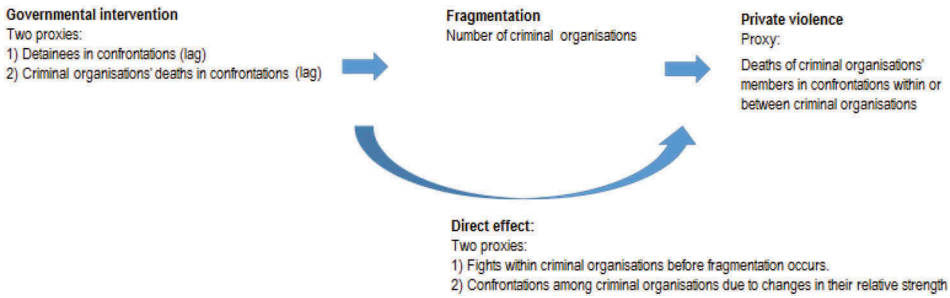 Governmental intervention
Two proxies:
1) Detainees in confrontations (lag)
2) Criminal organisations' deaths in confrontations (lag)
Fragmentation
Number of criminal organisations
Private violence
Proxy:
Deaths of criminal organisations'
members in confrontations within or
between criminal organisations
Direct effect:
Two proxies:
1) Fights within criminal organisations before fragmentation occurs.
2) Confrontations among criminal organisations due to changes in their relative strength